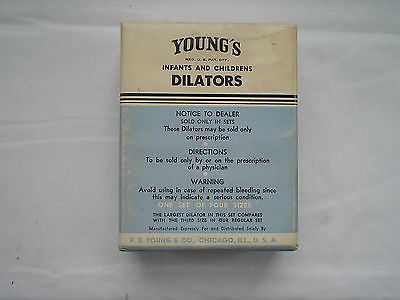 YOUNG'S
REG. U. S. PAT. OFF.
INFANTS AND CHILDRENS
DILATORS
NOTICE TO DEALER
SOLD ONLY IN SETS
These Dilators may be sold only
on prescription
DIRECTIONS
To be sold only by or on the prescription
of a physician
WARNING
Avoid using in case of repeated bleeding since
this may indicate a serious condition.
ONE SET OF FOUR SIZES
THE LARGEST DILATOR IN THIS SET COMPARES
WITH THE THIRD SIZE IN OUR REGULAR SET
Manufactured Expressly For and Distributed Solely By
F. E. YOUNG & CO., CHICAGO, ILL., U. S. A.